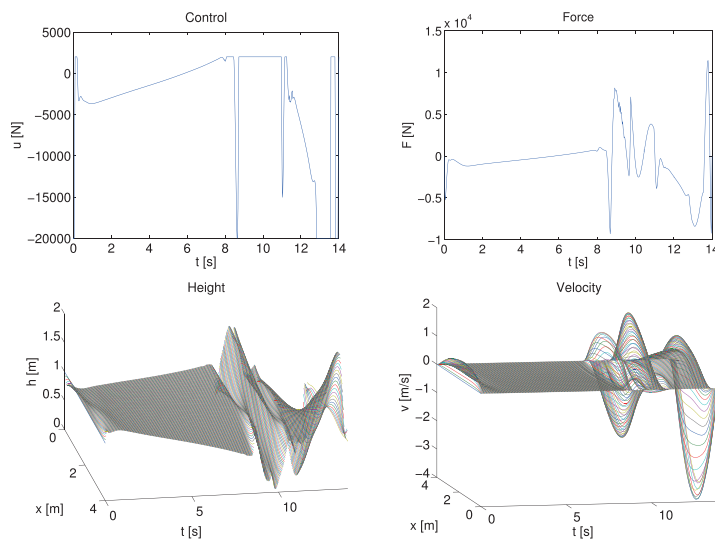 Control
5000
0
−5000
−10000
−15000
−20000
u [N]
0 2 4 6 8 10 12 14
t [s]
Force
x 10⁴
1.5
1
0.5
0
−0.5
−1
F [N]
0 2 4 6 8 10 12 14
t [s]
Height
2
1.5
1
0.5
0
h [m]
0
2
4
x [m]
0 5 10
t [s]
Velocity
2
1
0
−1
−2
−3
−4
v [m/s]
4
2
0
x [m]
0 5 10
t [s]